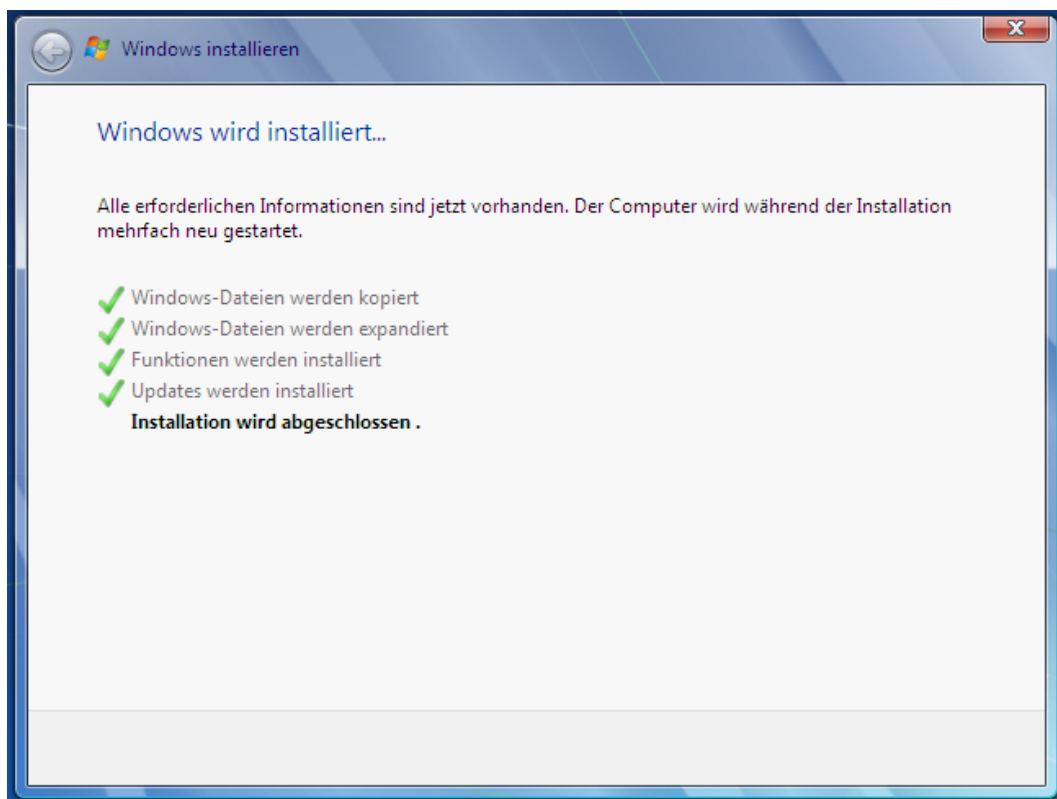 Windows installieren
Windows wird installiert...
Alle erforderlichen Informationen sind jetzt vorhanden. Der Computer wird während der Installation
mehrfach neu gestartet.
Windows-Dateien werden kopiert
Windows-Dateien werden expandiert
Funktionen werden installiert
Updates werden installiert
Installation wird abgeschlossen .